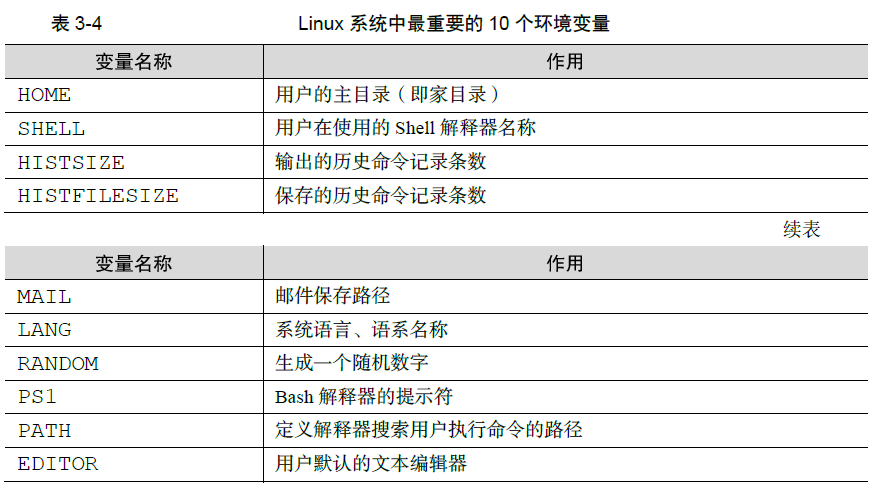 表 3-4 Linux 系统中最重要的 10 个环境变量
变量名称 作用
HOME 用户的主目录（即家目录）
SHELL 用户在使用的 Shell 解释器名称
HISTSIZE 输出的历史命令记录条数
HISTFILESIZE 保存的历史命令记录条数
续表
变量名称 作用
MAIL 邮件保存路径
LANG 系统语言、语系名称
RANDOM 生成一个随机数字
PS1 Bash 解释器的提示符
PATH 定义解释器搜索用户执行命令的路径
EDITOR 用户默认的文本编辑器